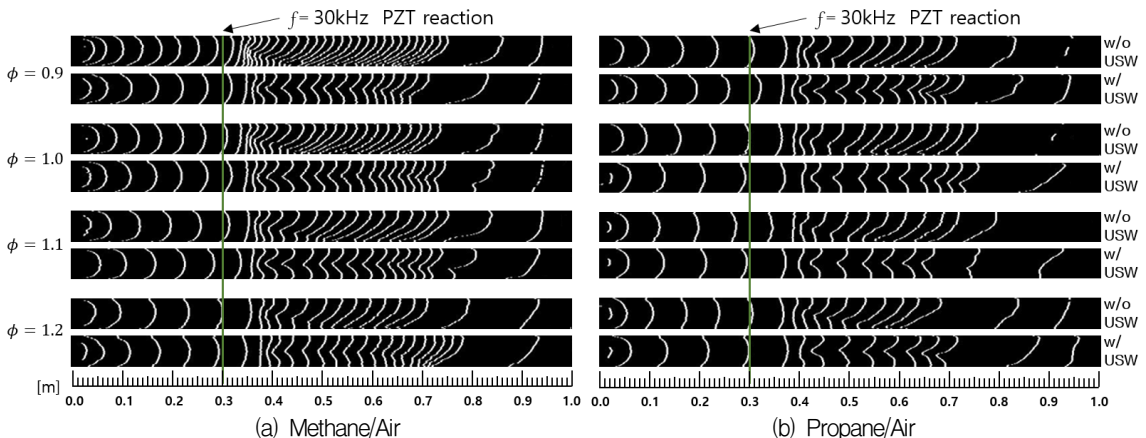 f = 30kHz PZT reaction
f = 30kHz PZT reaction
ϕ = 0.9
w/o
USW
w/
USW
ϕ = 1.0
w/o
USW
w/
USW
ϕ = 1.1
w/o
USW
w/
USW
ϕ = 1.2
w/o
USW
w/
USW
[m]
0.0 0.1 0.2 0.3 0.4 0.5 0.6 0.7 0.8 0.9 1.0
0.0 0.1 0.2 0.3 0.4 0.5 0.6 0.7 0.8 0.9 1.0
(a) Methane/Air
(b) Propane/Air